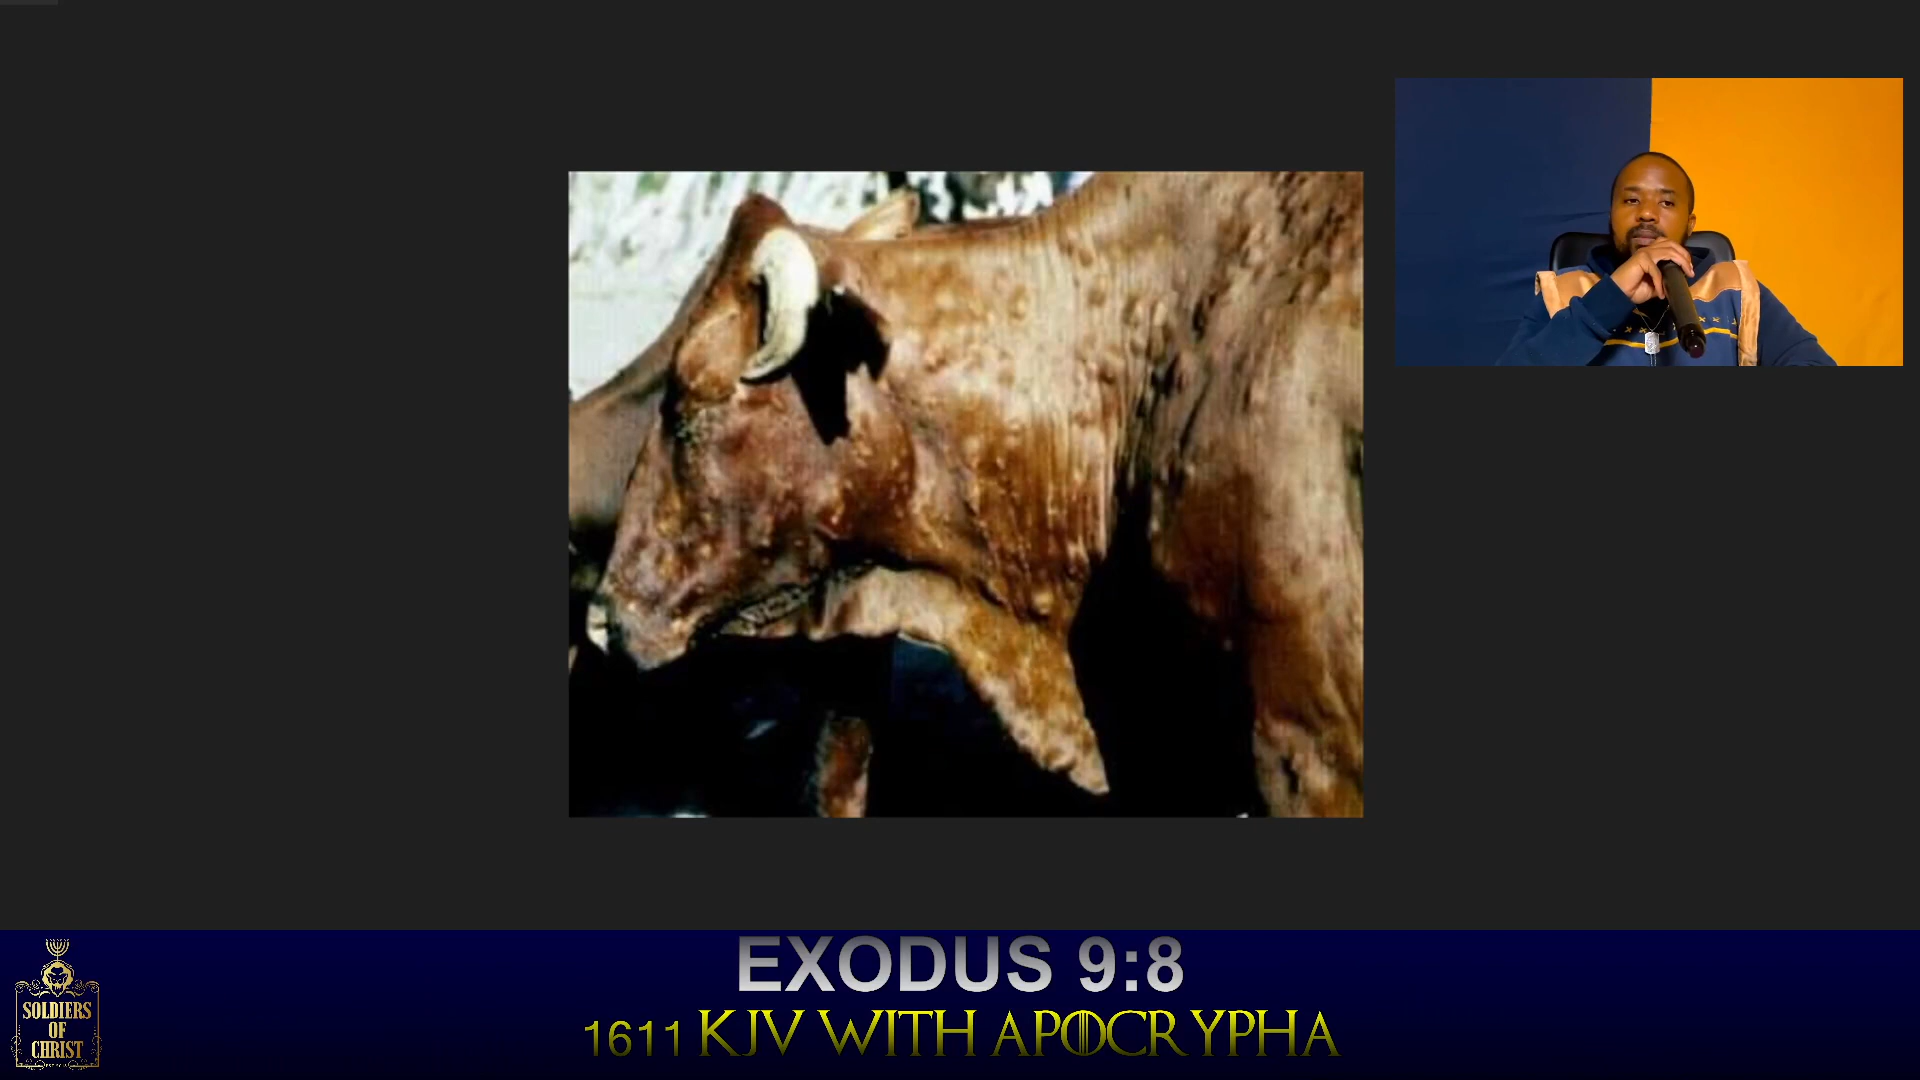 EXODUS 9:8
1611 KJV WITH APOCRYPHA
SOLDIERS
OF
CHRIST